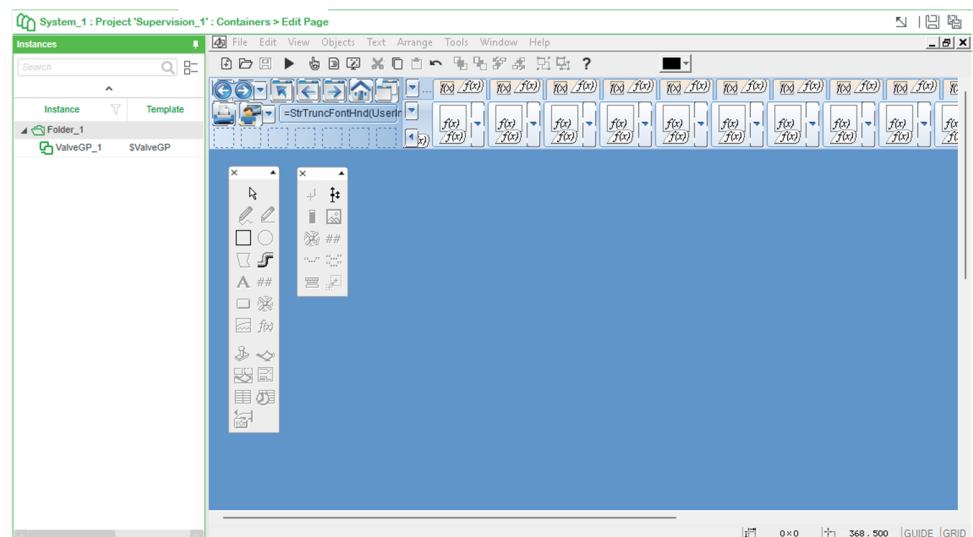 System_1 : Project 'Supervision_1' : Containers > Edit Page
Instances
Search
Instance Template
Folder_1
ValveGP_1 $ValveGP
File Edit View Objects Text Arrange Tools Window Help
?
... f(x) f(x) f(x) f(x) f(x) f(x) f(x) f(x) f(x) f(x) f(x) f(x) f(x) f(x) f(x) f(x) f(x) f(x)
=StrTruncFontHnd(UserIn
f(x) f(x) f(x) f(x) f(x) f(x) f(x) f(x) f(x)
f(x) f(x) f(x) f(x) f(x) f(x) f(x) f(x) f(x)
A ##
f(x)
##
0×0 368, 500 GUIDE GRID